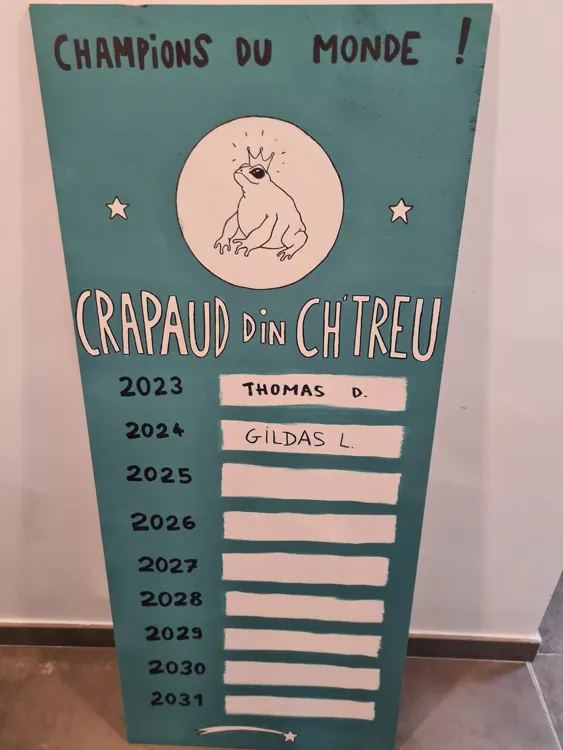 CHAMPiONS DU MONDE !
CRAPAUD DiN CH'TREU
2023 THOMAS D.
2024 GiLDAS L.
2025
2026
2027
2028
2029
2030
2031